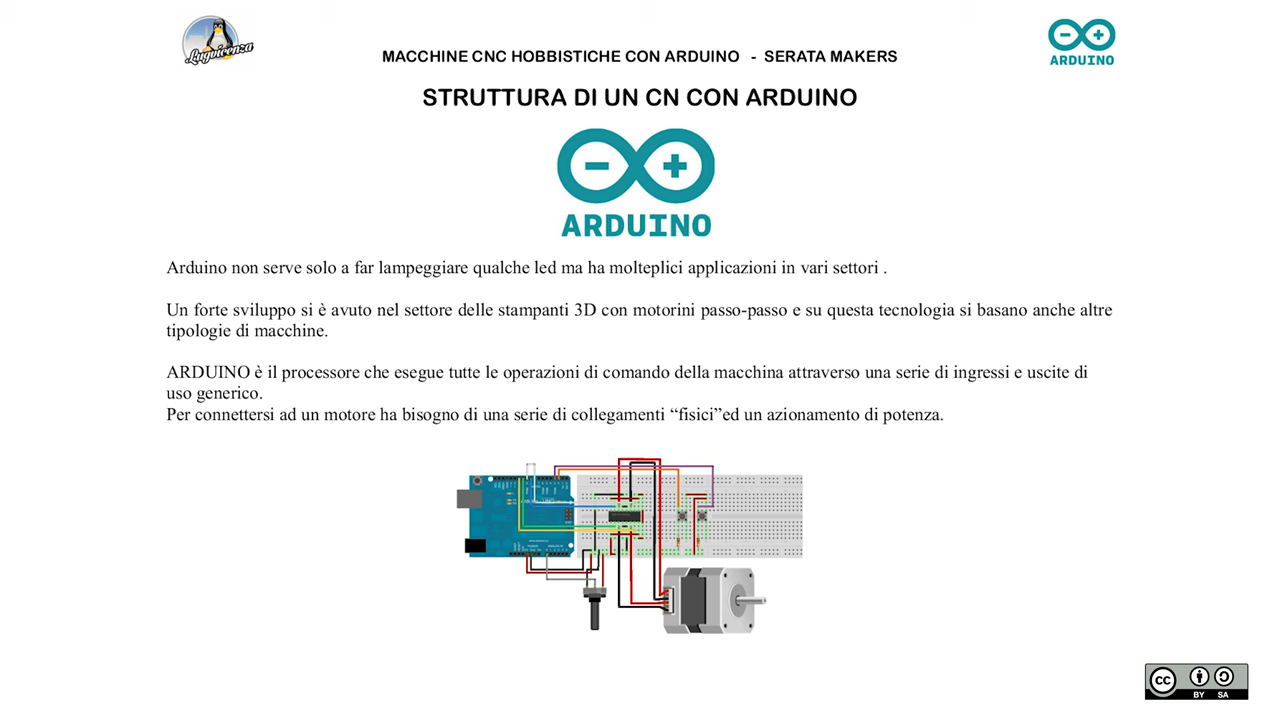 Lugvicenza
MACCHINE CNC HOBBISTICHE CON ARDUINO - SERATA MAKERS
ARDUINO
STRUTTURA DI UN CN CON ARDUINO
ARDUINO
Arduino non serve solo a far lampeggiare qualche led ma ha molteplici applicazioni in vari settori .
Un forte sviluppo si è avuto nel settore delle stampanti 3D con motorini passo-passo e su questa tecnologia si basano anche altre
tipologie di macchine.
ARDUINO è il processore che esegue tutte le operazioni di comando della macchina attraverso una serie di ingressi e uscite di
uso generico.
Per connettersi ad un motore ha bisogno di una serie di collegamenti “fisici”ed un azionamento di potenza.
CC
BY SA